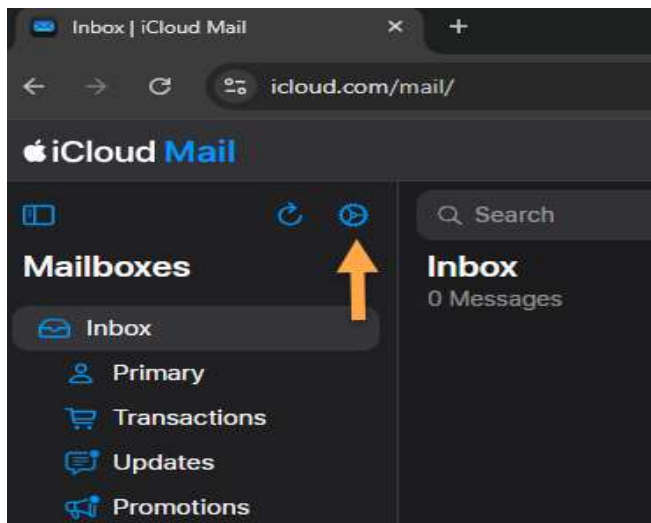 Inbox | iCloud Mail
icloud.com/mail/
iCloud Mail
Search
Mailboxes
Inbox
0 Messages
Inbox
Primary
Transactions
Updates
Promotions